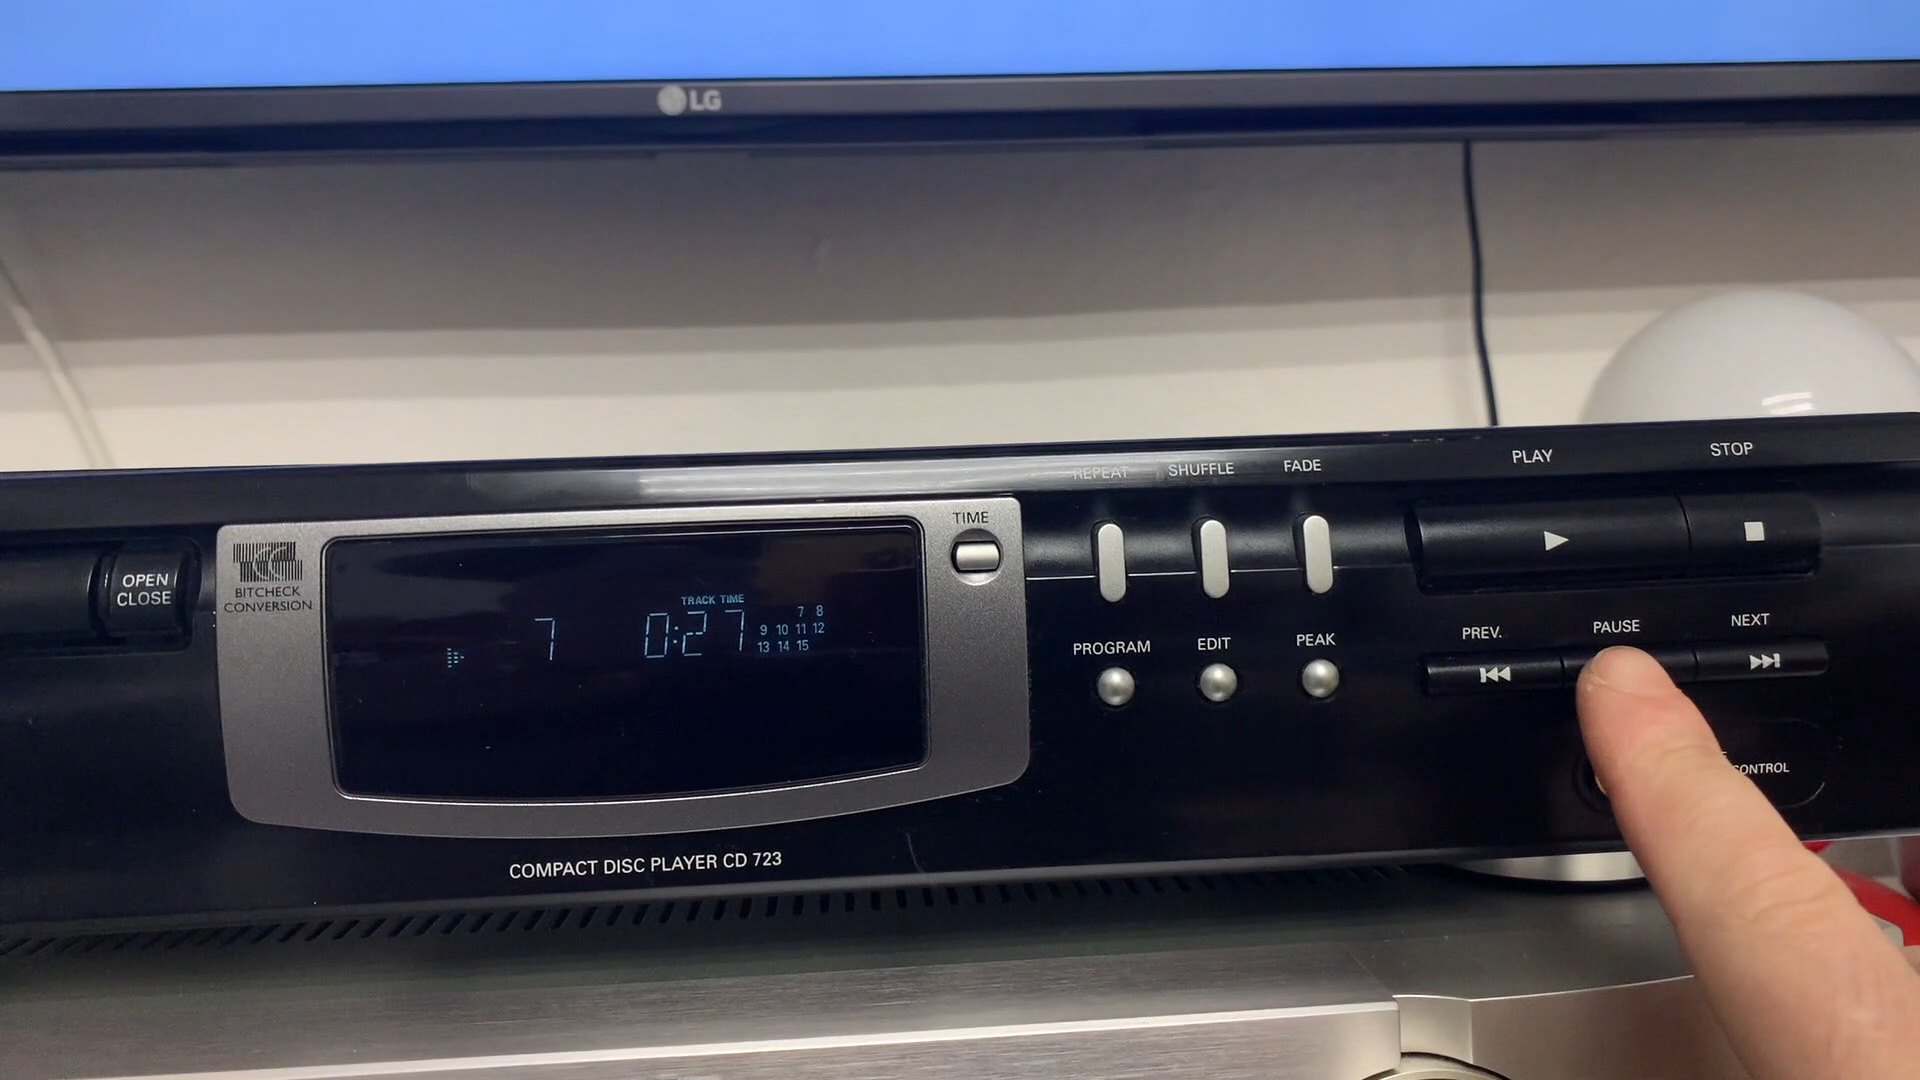 LG
REPEAT SHUFFLE FADE
PLAY STOP
TIME
OPEN
CLOSE
BITCHECK
CONVERSION
TRACK TIME
7 0:27
7 8
9 10 11 12
13 14 15
PROGRAM EDIT PEAK
PREV. PAUSE NEXT
CONTROL
COMPACT DISC PLAYER CD 723